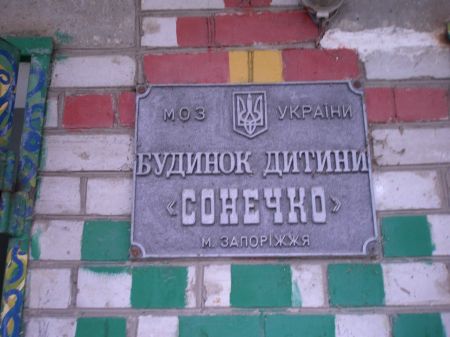 МОЗ УКРАЇНИ
БУДИНОК ДИТИНИ
«СОНЕЧКО»
М. ЗАПОРІЖЖЯ